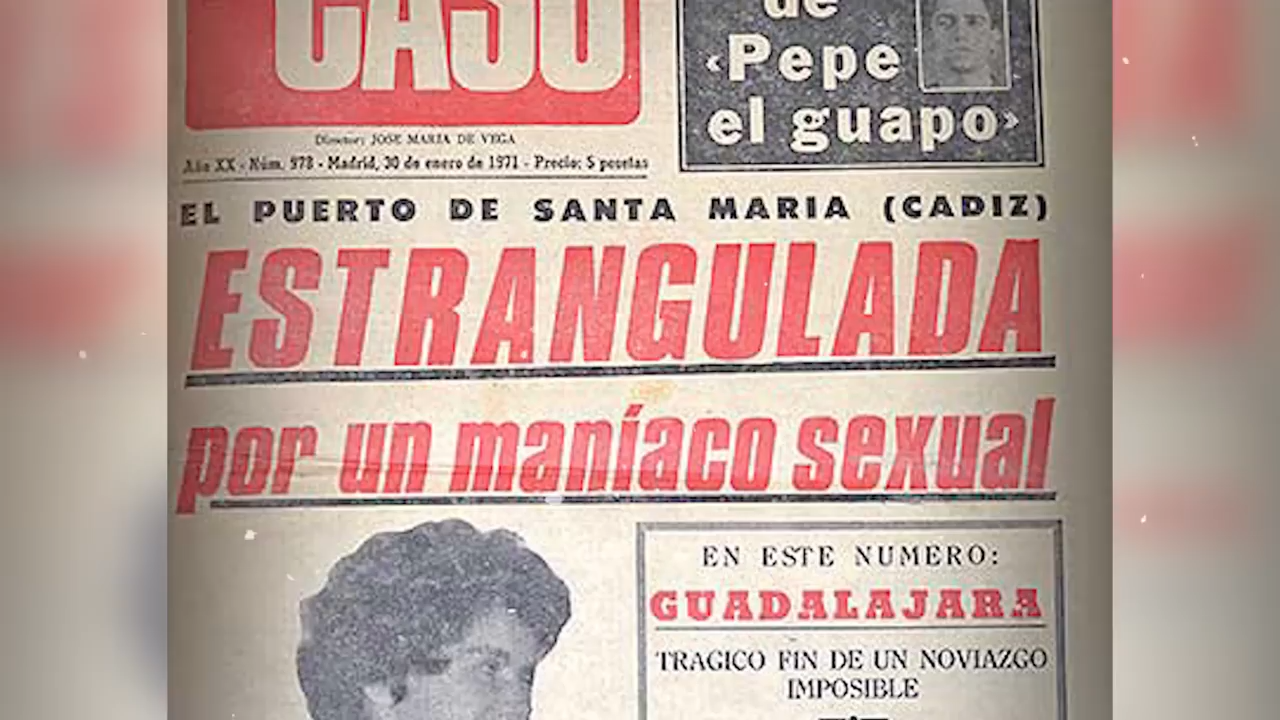 CASO
de
«Pepe
el guapo»
Director: JOSE MARIA DE VEGA
Año XX - Núm. 978 - Madrid, 30 de enero de 1971 - Precio: 5 pesetas
EL PUERTO DE SANTA MARIA (CADIZ)
ESTRANGULADA
por un maníaco sexual
EN ESTE NUMERO:
GUADALAJARA
TRAGICO FIN DE UN NOVIAZGO
IMPOSIBLE